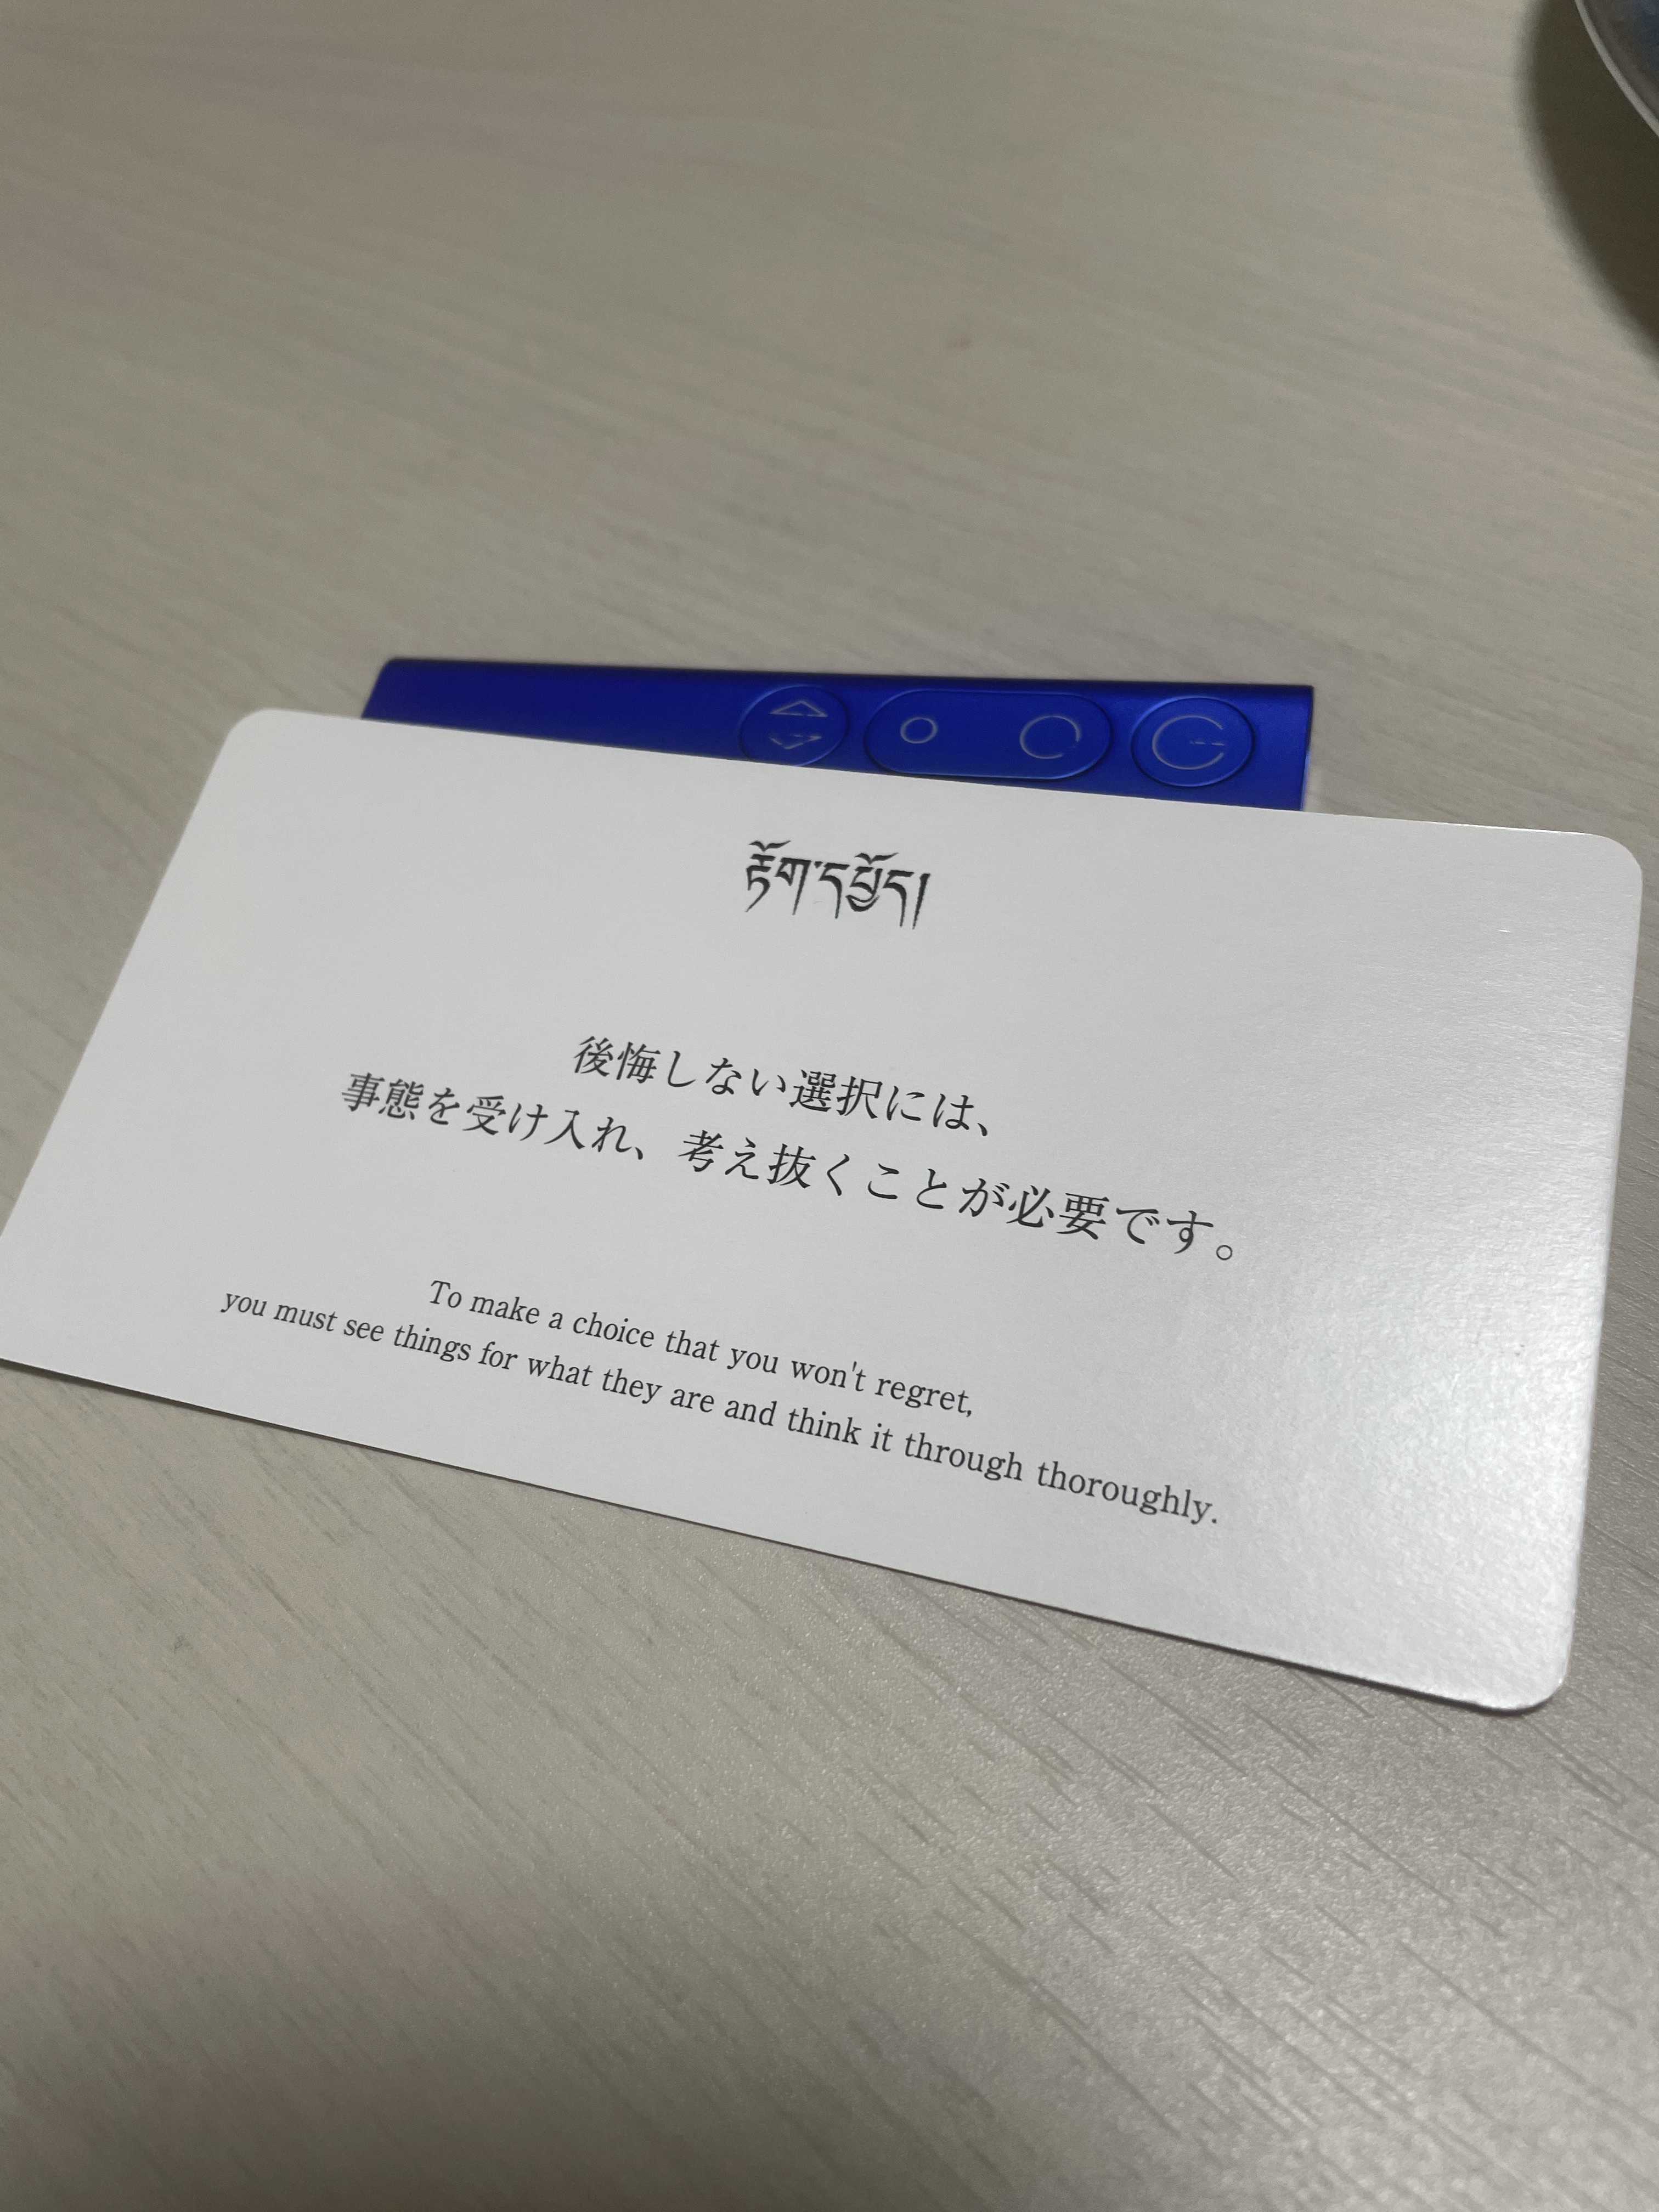 རྟོག་དཔྱོད།
後悔しない選択には、
事態を受け入れ、考え抜くことが必要です。
To make a choice that you won't regret,
you must see things for what they are and think it through thoroughly.